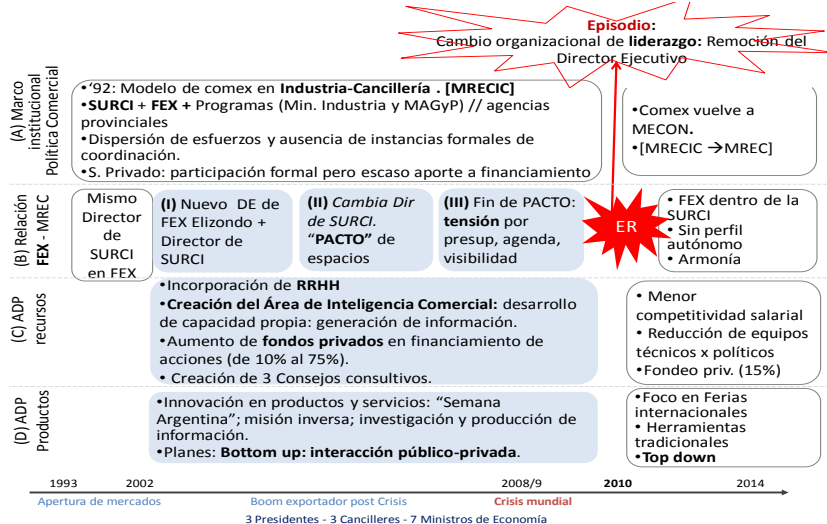 Episodio:
Cambio organizacional de liderazgo: Remoción del
Director Ejecutivo
(A) Marco
institucional
Política Comercial
•'92: Modelo de comex en Industria-Cancillería . [MRECIC]
•SURCI + FEX + Programas (Min. Industria y MAGyP) // agencias
provinciales
•Dispersión de esfuerzos y ausencia de instancias formales de
coordinación.
•S. Privado: participación formal pero escaso aporte a financiamiento
•Comex vuelve a
MECON.
•[MRECIC →MREC]
(B) Relación
FEX - MREC
Mismo
Director
de
SURCI
en FEX
(I) Nuevo DE de
FEX Elizondo +
Director de
SURCI
(II) Cambia Dir
de SURCI.
“PACTO” de
espacios
(III) Fin de PACTO:
tensión por
presup, agenda,
visibilidad
ER
• FEX dentro de la
SURCI
• Sin perfil
autónomo
• Armonía
(C) ADP
recursos
•Incorporación de RRHH
•Creación del Área de Inteligencia Comercial: desarrollo
de capacidad propia: generación de información.
•Aumento de fondos privados en financiamiento de
acciones (de 10% al 75%).
• Creación de 3 Consejos consultivos.
• Menor
competitividad salarial
• Reducción de equipos
técnicos x políticos
• Fondeo priv. (15%)
(D) ADP
Productos
•Innovación en productos y servicios: “Semana
Argentina”; misión inversa; investigación y producción de
información.
•Planes: Bottom up: interacción público-privada.
•Foco en Ferias
internacionales
• Herramientas
tradicionales
•Top down
1993 2002 2008/9 2010 2014
Apertura de mercados Boom exportador post Crisis Crisis mundial
3 Presidentes - 3 Cancilleres - 7 Ministros de Economía